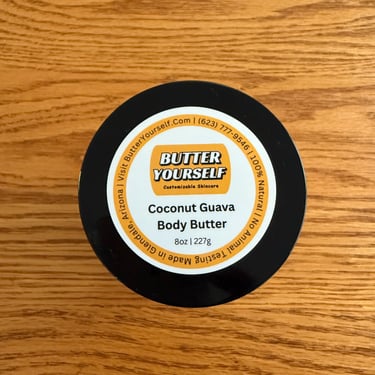 Made in Glendale, Arizona | Visit ButterYourself.Com | (623) 777-9546 | 100% Natural | No Animal Testing
BUTTER
YOURSELF
Customizable Skincare
Coconut Guava
Body Butter
8oz | 227g